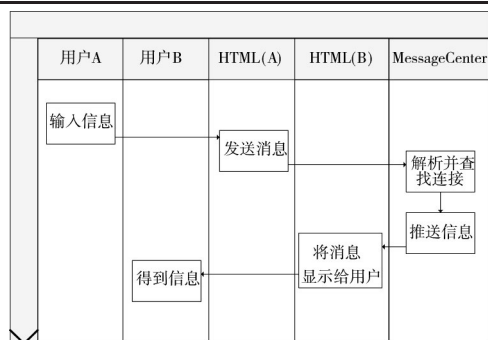 用户A
用户B
HTML(A)
HTML(B)
MessageCenter
输入信息
发送消息
解析并查
找连接
推送信息
将消息
显示给用户
得到信息